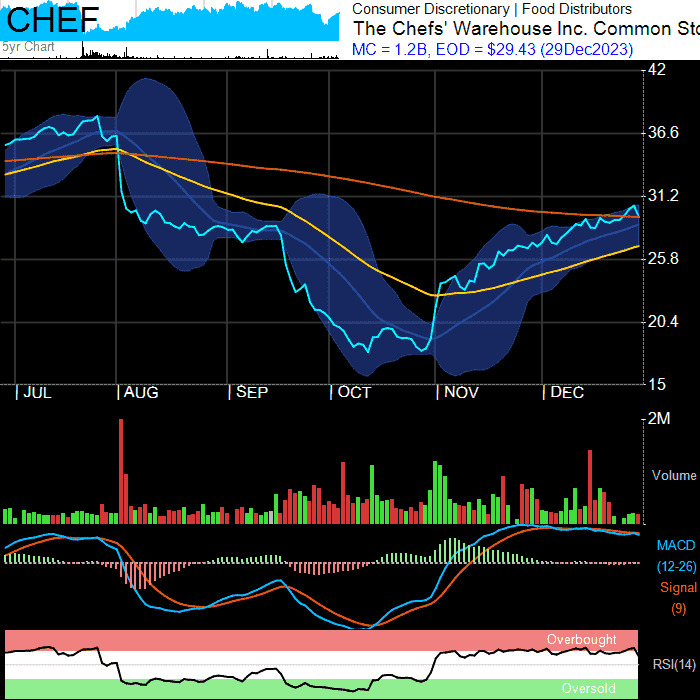 CHEF
5yr Chart
Consumer Discretionary | Food Distributors
The Chefs' Warehouse Inc. Common Sto
MC = 1.2B, EOD = $29.43 (29Dec2023)
42
36.6
31.2
25.8
20.4
15
| JUL | AUG | SEP | OCT | NOV | DEC
2M
Volume
MACD
(12-26)
Signal
(9)
Overbought
RSI(14)
Oversold